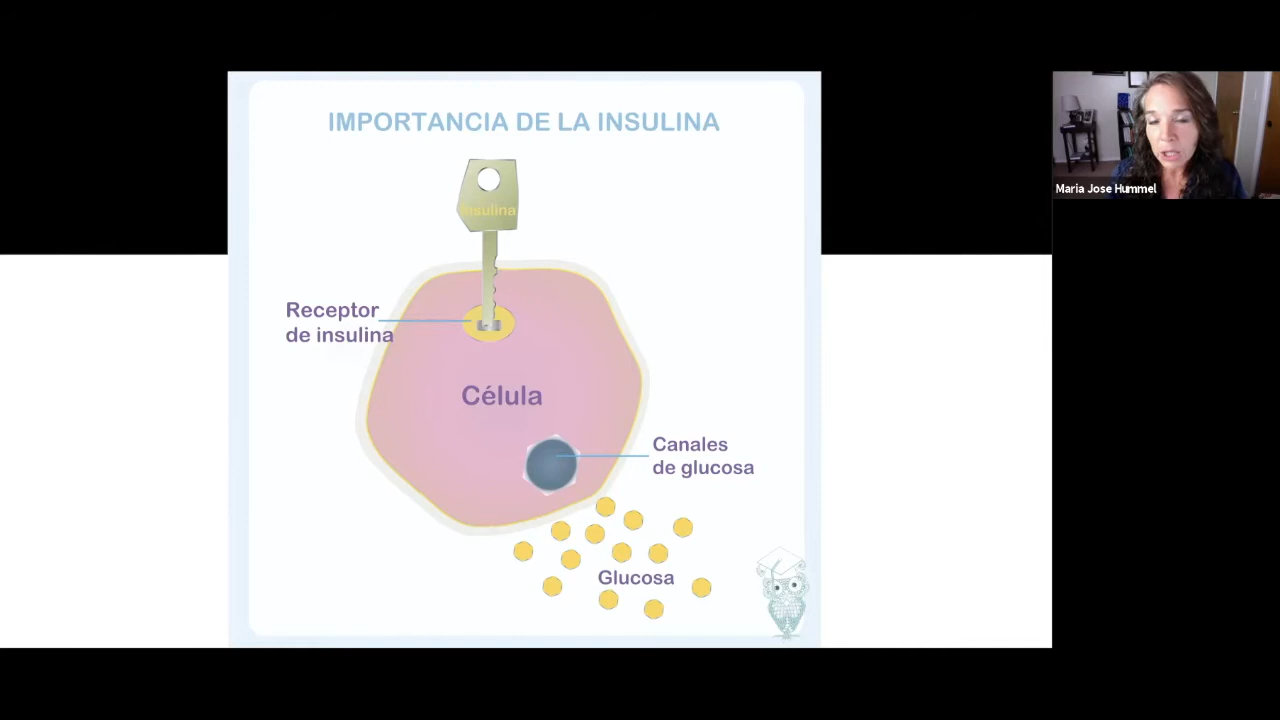 IMPORTANCIA DE LA INSULINA
Insulina
Receptor
de insulina
Célula
Canales
de glucosa
Glucosa
Maria Jose Hummel